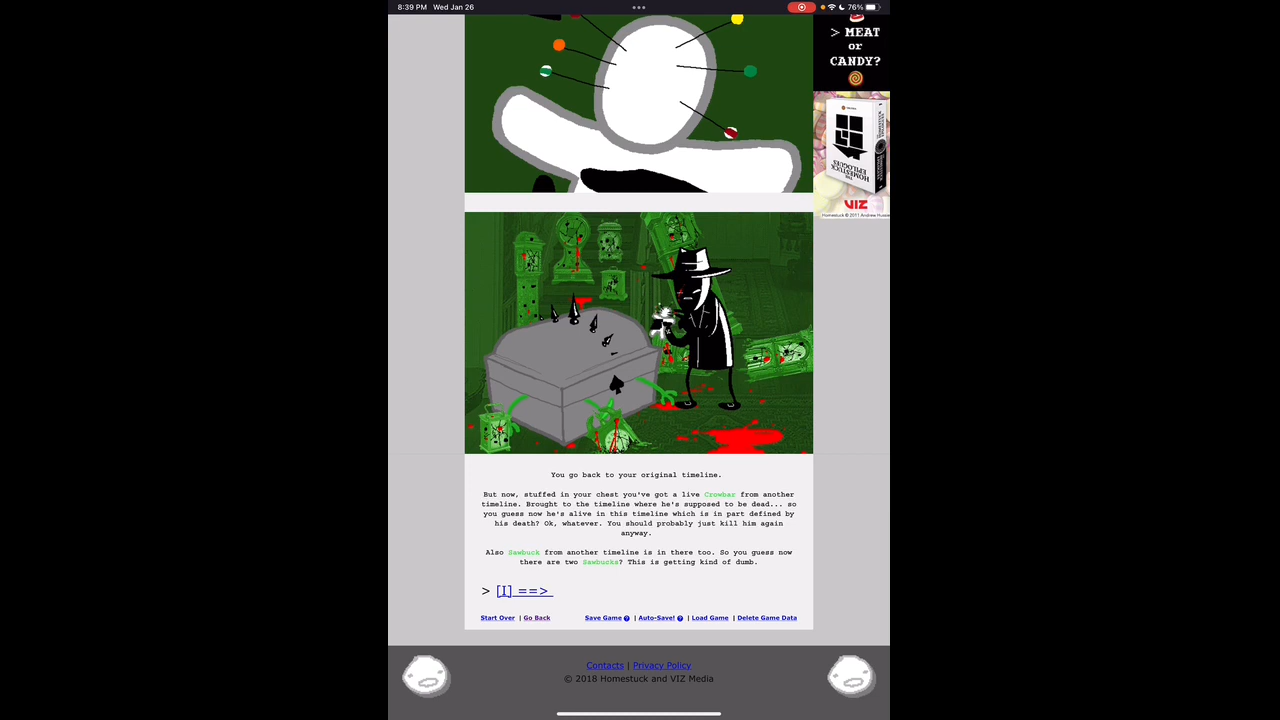 8:39 PM Wed Jan 26
76%
> MEAT
or
CANDY?
VIZ
Homestuck © 2011 Andrew Hussie
You go back to your original timeline.
But now, stuffed in your chest you've got a live Crowbar from another
timeline. Brought to the timeline where he's supposed to be dead... so
you guess now he's alive in this timeline which is in part defined by
his death? Ok, whatever. You should probably just kill him again
anyway.
Also Sawbuck from another timeline is in there too. So you guess now
there are two Sawbucks? This is getting kind of dumb.
> [I] ==>
Start Over | Go Back
Save Game ? | Auto-Save! ? | Load Game | Delete Game Data
Contacts | Privacy Policy
© 2018 Homestuck and VIZ Media